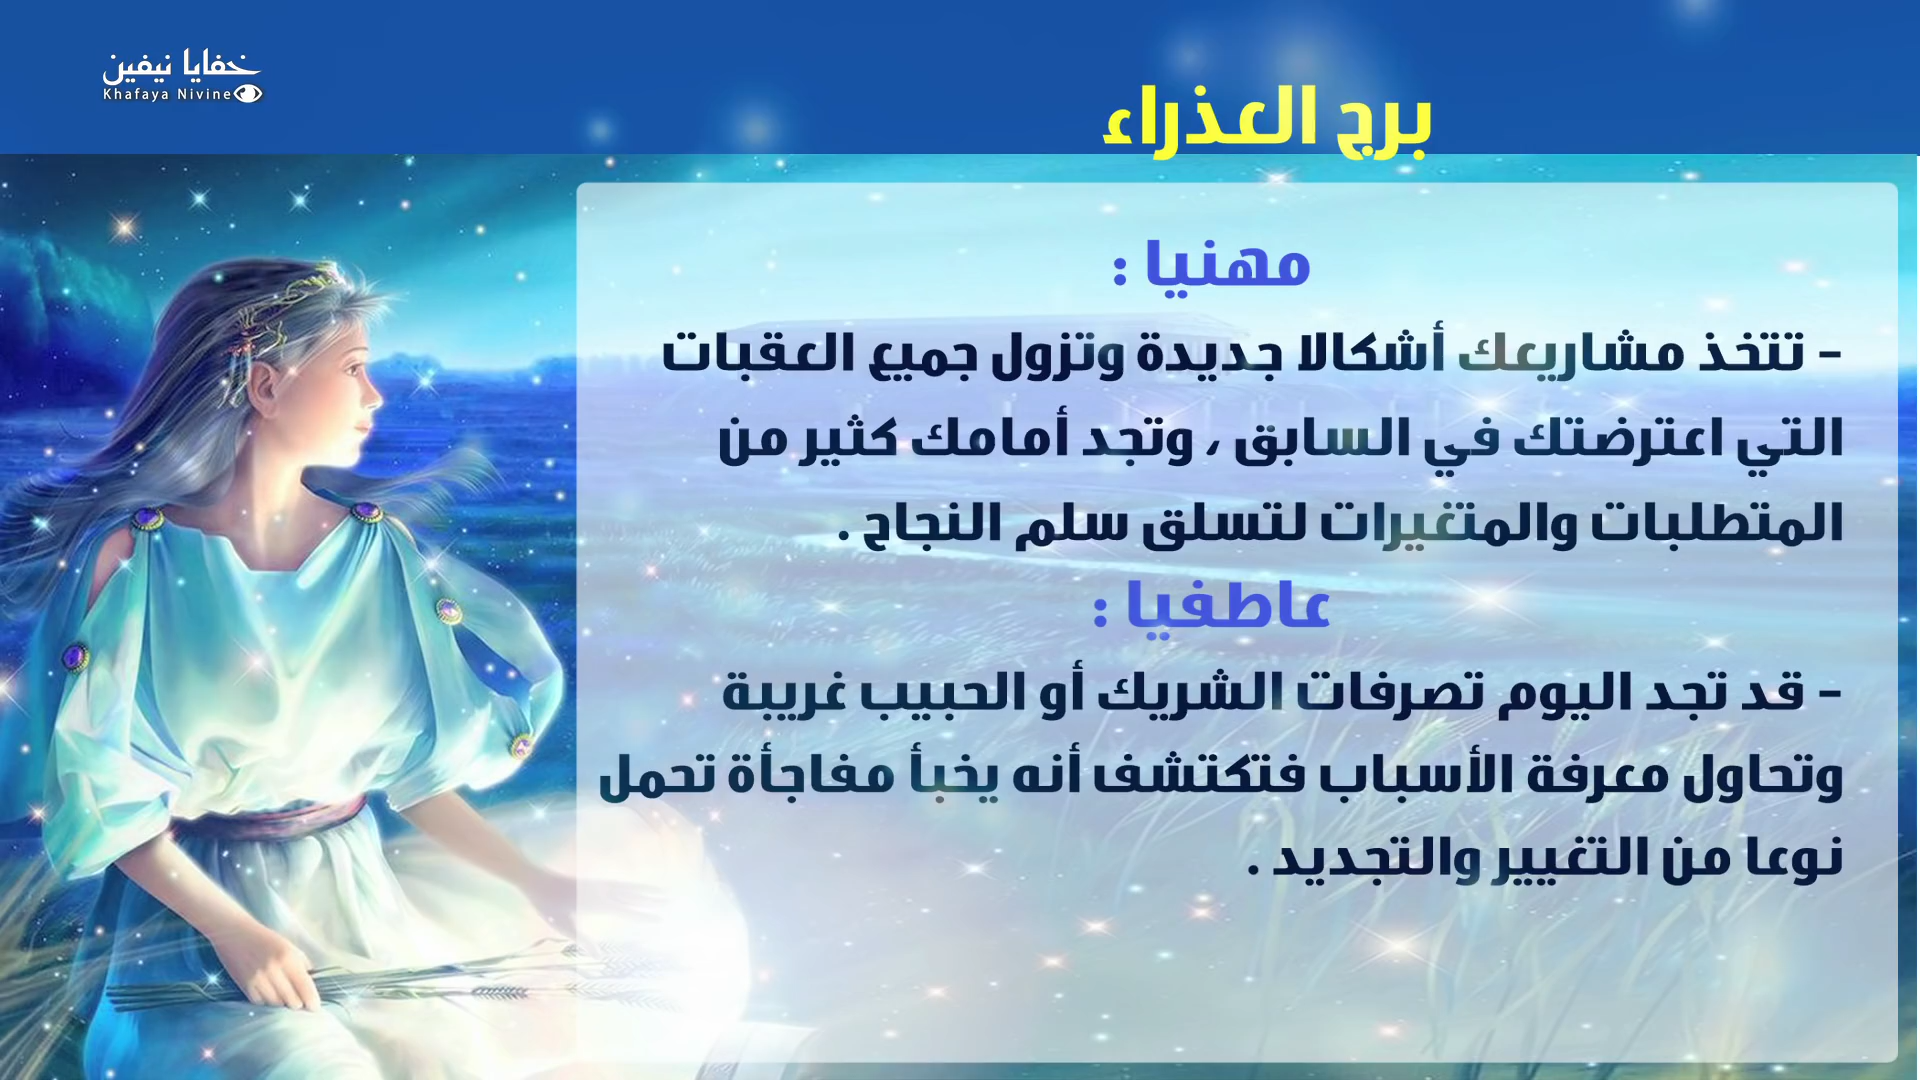 خفايا نيفين
Khafaya Nivine
برج العذراء
مهنيا :
- تتخذ مشاريعك أشكالا جديدة وتزول جميع العقبات
التي اعترضتك في السابق ، وتجد أمامك كثير من
المتطلبات والمتغيرات لتسلق سلم النجاح .
عاطفيا :
- قد تجد اليوم تصرفات الشريك أو الحبيب غريبة
وتحاول معرفة الأسباب فتكتشف أنه يخبأ مفاجأة تحمل
نوعا من التغيير والتجديد .